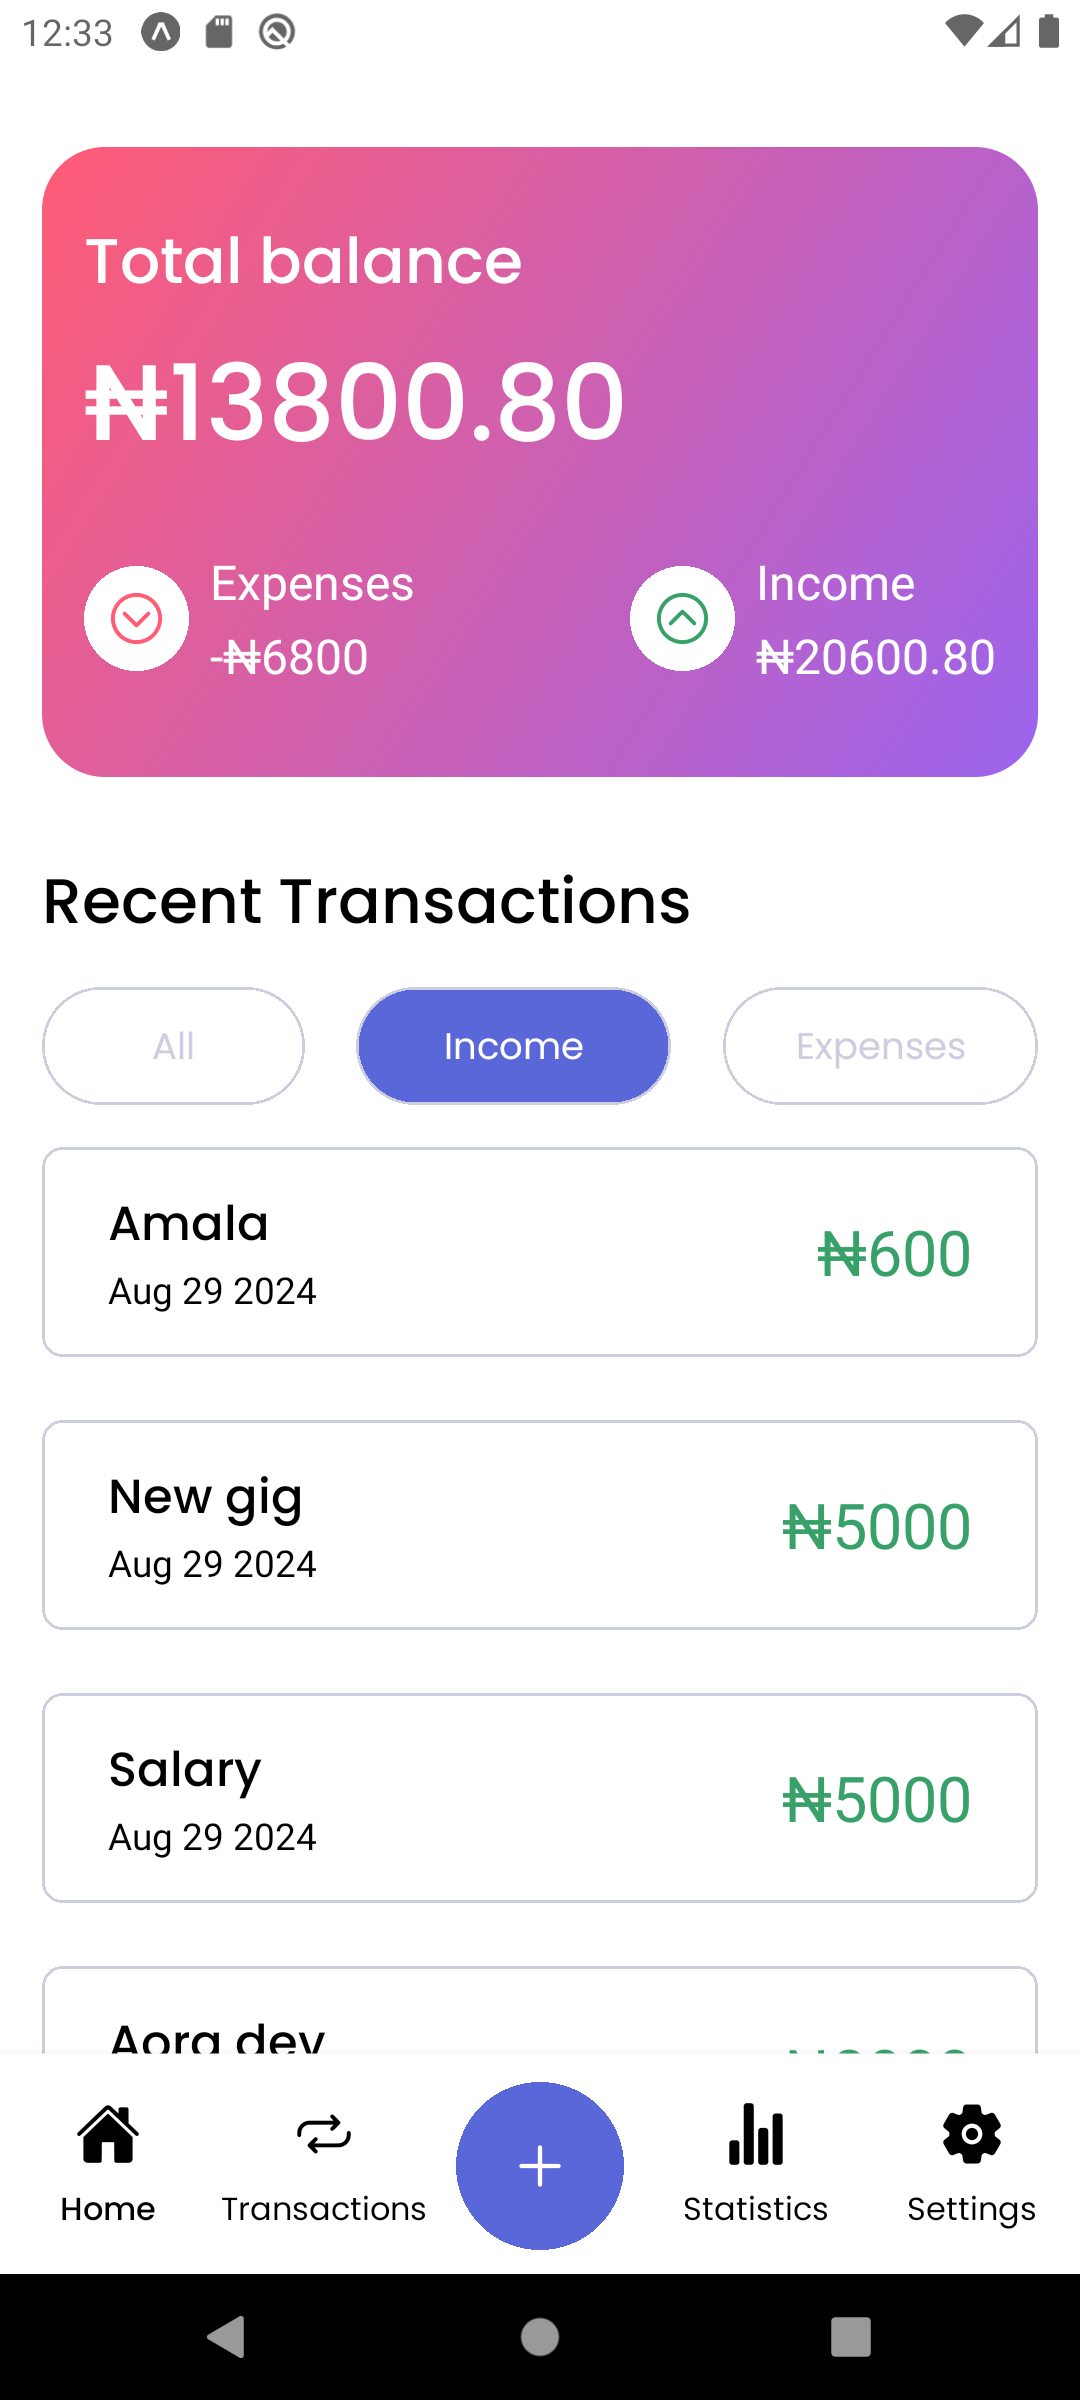 12:33
Total balance
₦13800.80
Expenses
-₦6800
Income
₦20600.80
Recent Transactions
All Income Expenses
Amala
₦600
Aug 29 2024
New gig
₦5000
Aug 29 2024
Salary
₦5000
Aug 29 2024
Aora dev
Home Transactions Statistics Settings